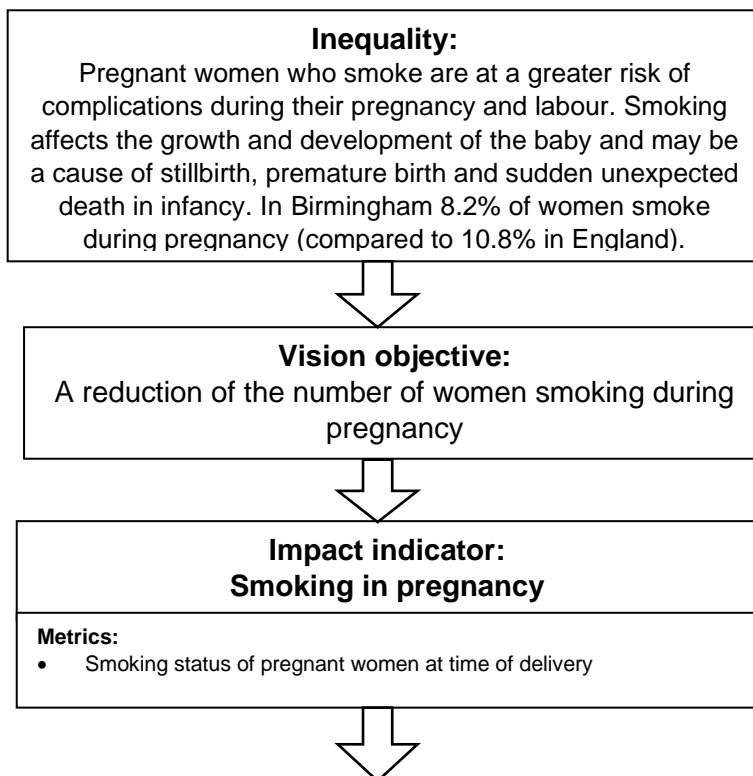 Inequality:
Pregnant women who smoke are at a greater risk of
complications during their pregnancy and labour. Smoking
affects the growth and development of the baby and may be
a cause of stillbirth, premature birth and sudden unexpected
death in infancy. In Birmingham 8.2% of women smoke
during pregnancy (compared to 10.8% in England).
Vision objective:
A reduction of the number of women smoking during
pregnancy
Impact indicator:
Smoking in pregnancy
Metrics:
• Smoking status of pregnant women at time of delivery